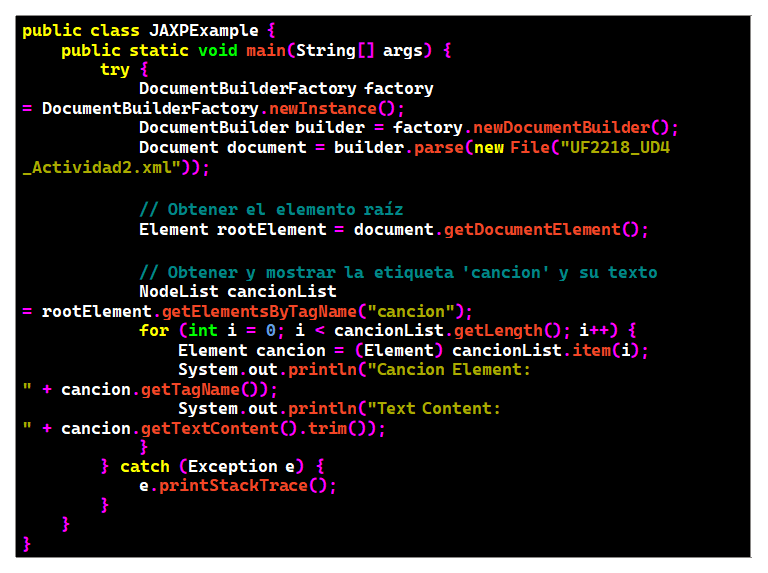 public class JAXPExample {
    public static void main(String[] args) {
        try {
            DocumentBuilderFactory factory
= DocumentBuilderFactory.newInstance();
            DocumentBuilder builder = factory.newDocumentBuilder();
            Document document = builder.parse(new File("UF2218_UD4
_Actividad2.xml"));

            // Obtener el elemento raíz
            Element rootElement = document.getDocumentElement();

            // Obtener y mostrar la etiqueta 'cancion' y su texto
            NodeList cancionList
= rootElement.getElementsByTagName("cancion");
            for (int i = 0; i < cancionList.getLength(); i++) {
                Element cancion = (Element) cancionList.item(i);
                System.out.println("Cancion Element:
" + cancion.getTagName());
                System.out.println("Text Content:
" + cancion.getTextContent().trim());
            }
        } catch (Exception e) {
            e.printStackTrace();
        }
    }
}